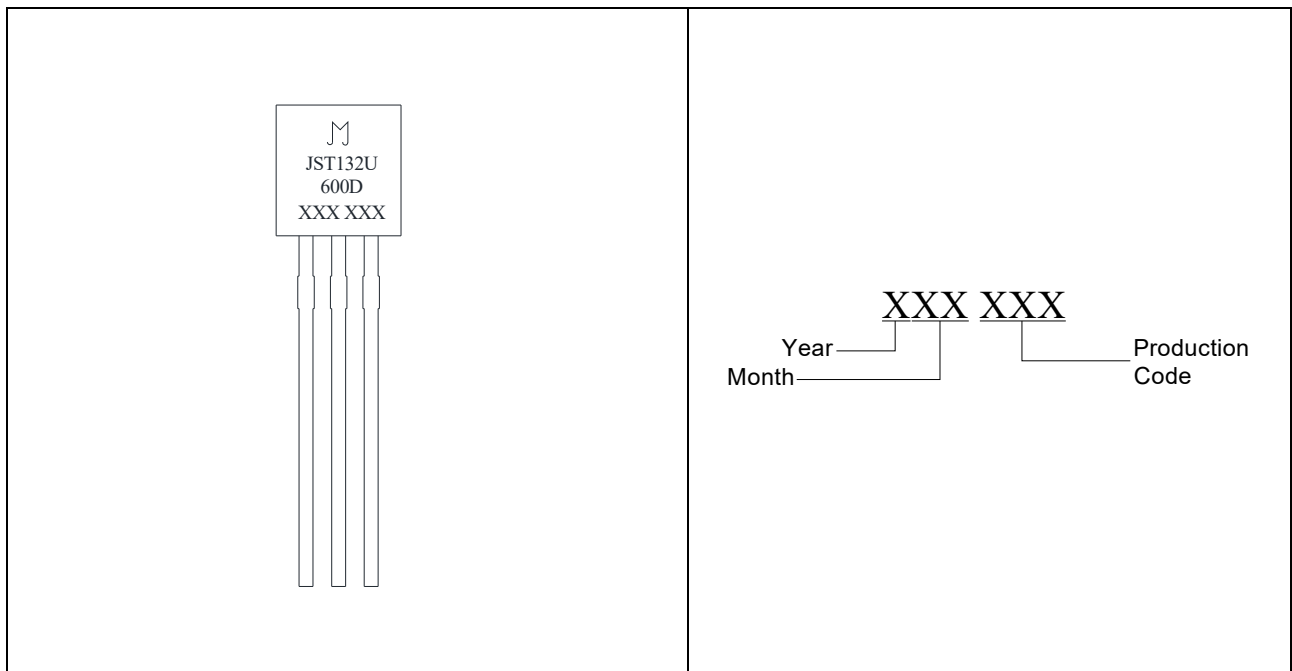 JST132U
600D
XXX XXX
XXX XXX
Year
Month
Production
Code